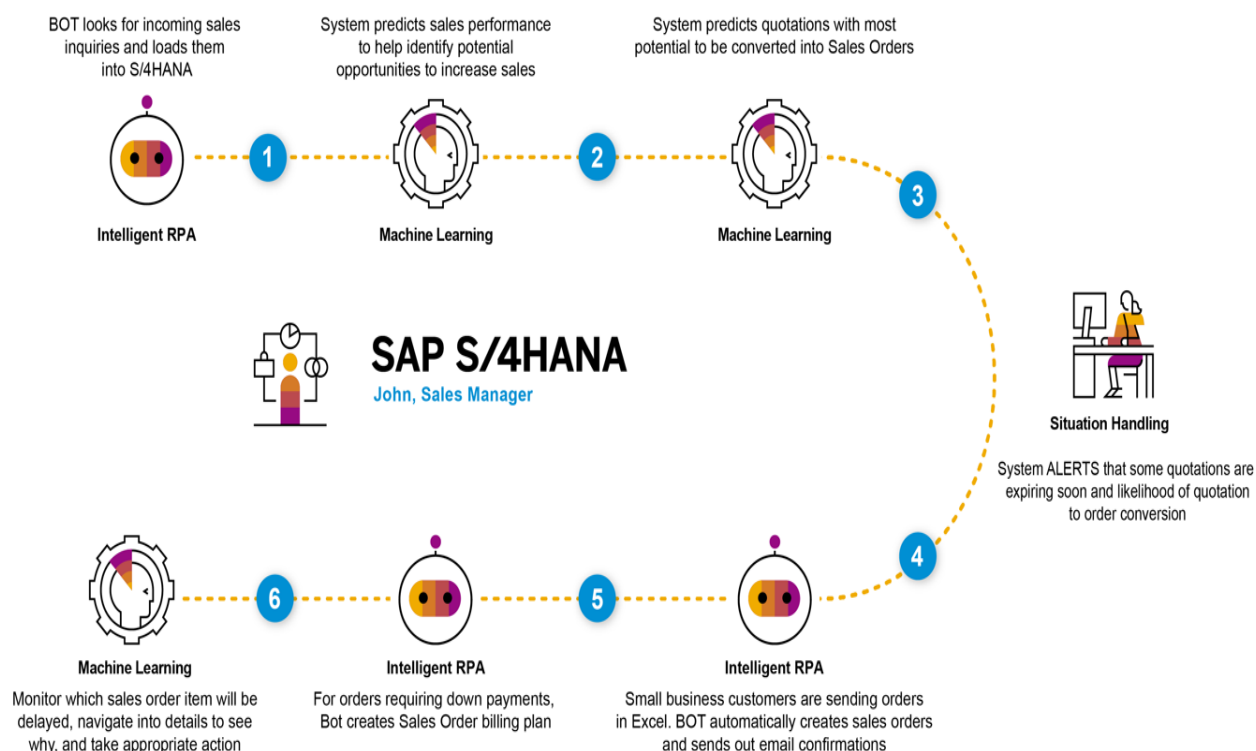 BOT looks for incoming sales
inquiries and loads them
into S/4HANA
System predicts sales performance
to help identify potential
opportunities to increase sales
System predicts quotations with most
potential to be converted into Sales Orders
1
2
3
Intelligent RPA
Machine Learning
Machine Learning
SAP S/4HANA
John, Sales Manager
Situation Handling
System ALERTS that some quotations are
expiring soon and likelihood of quotation
to order conversion
4
6
5
Machine Learning
Monitor which sales order item will be
delayed, navigate into details to see
why, and take appropriate action
Intelligent RPA
For orders requiring down payments,
Bot creates Sales Order billing plan
Intelligent RPA
Small business customers are sending orders
in Excel. BOT automatically creates sales orders
and sends out email confirmations